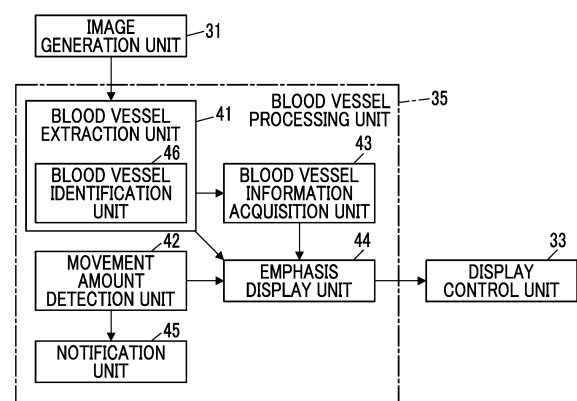 IMAGE
GENERATION UNIT
31
BLOOD VESSEL
PROCESSING UNIT
35
BLOOD VESSEL
EXTRACTION UNIT
41
46
BLOOD VESSEL
IDENTIFICATION
UNIT
43
BLOOD VESSEL
INFORMATION
ACQUISITION UNIT
42
MOVEMENT
AMOUNT
DETECTION UNIT
44
EMPHASIS
DISPLAY UNIT
33
DISPLAY
CONTROL UNIT
45
NOTIFICATION
UNIT